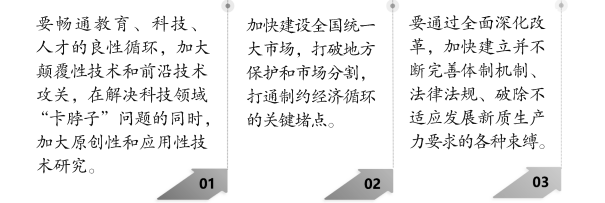 要畅通教育、科技、
人才的良性循环，加大
颠覆性技术和前沿技术
攻关，在解决科技领域
“卡脖子”问题的同时，
加大原创性和应用性技
术研究。
01
加快建设全国统一
大市场，打破地方
保护和市场分割，
打通制约经济循环
的关键堵点。
02
要通过全面深化改
革，加快建立并不
断完善体制机制、
法律法规、破除不
适应发展新质生产
力要求的各种束缚。
03